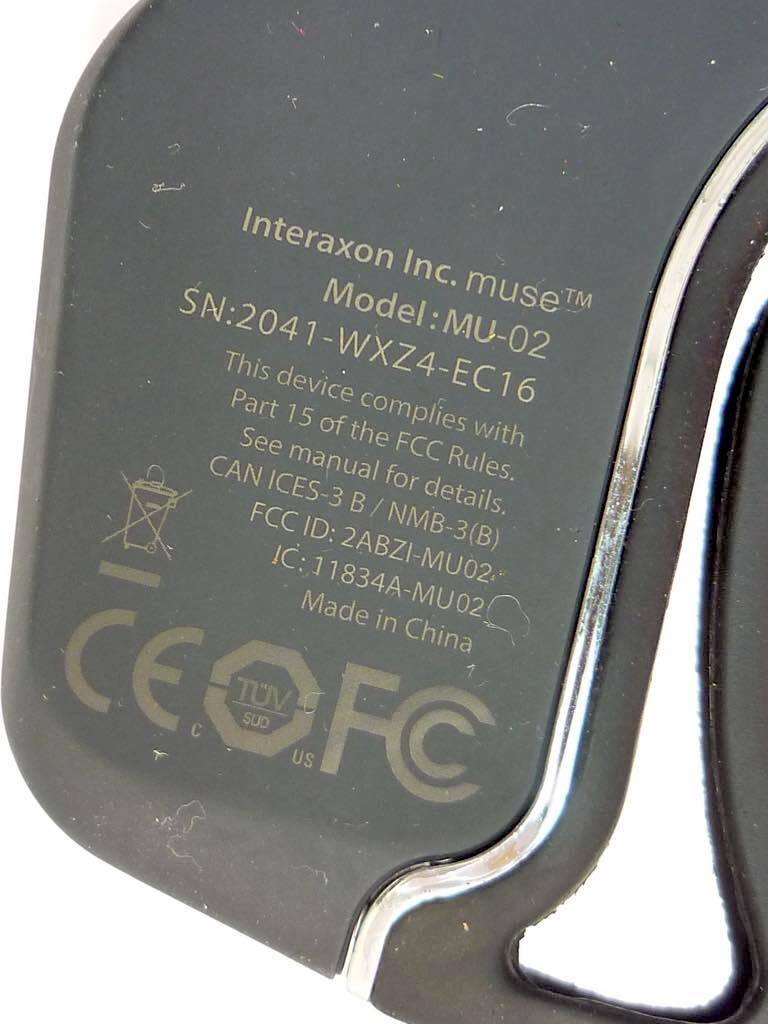 Interaxon Inc. muse™
Model : MU-02
SN:2041-WXZ4-EC16
This device complies with
Part 15 of the FCC Rules.
See manual for details.
CAN ICES-3 B / NMB-3(B)
FCC ID: 2ABZI-MU02
IC: 11834A-MU02
Made in China
CE
C TÜV SUD US
FC